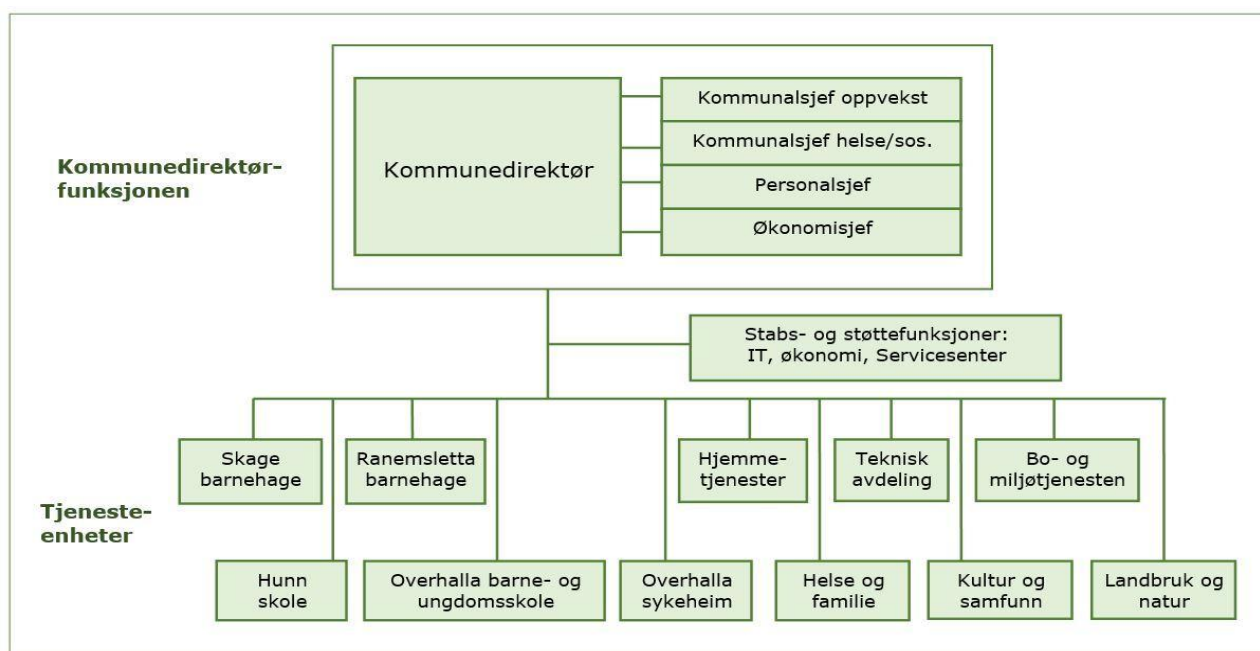 Kommunedirektør-
funksjonen
Kommunedirektør
Kommunalsjef oppvekst
Kommunalsjef helse/sos.
Personalsjef
Økonomisjef
Stabs- og støttefunksjoner:
IT, økonomi, Servicesenter
Tjeneste-
enheter
Skage
barnehage
Ranemsletta
barnehage
Hjemme-
tjenester
Teknisk
avdeling
Bo- og
miljøtjenesten
Hunn
skole
Overhalla barne- og
ungdomsskole
Overhalla
sykeheim
Helse og
familie
Kultur og
samfunn
Landbruk og
natur